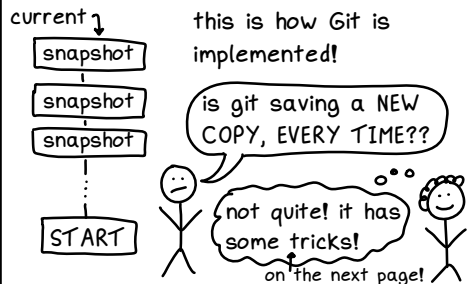 current
snapshot
snapshot
snapshot
START
this is how Git is
implemented!
is git saving a NEW
COPY, EVERY TIME??
not quite! it has
some tricks!
on the next page!